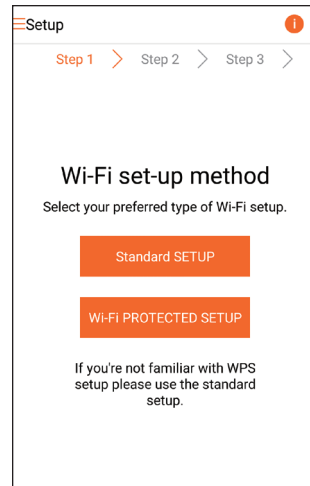 Setup
i
Step 1 Step 2 Step 3
Wi-Fi set-up method
Select your preferred type of Wi-Fi setup.
Standard SETUP
Wi-Fi PROTECTED SETUP
If you're not familiar with WPS
setup please use the standard
setup.